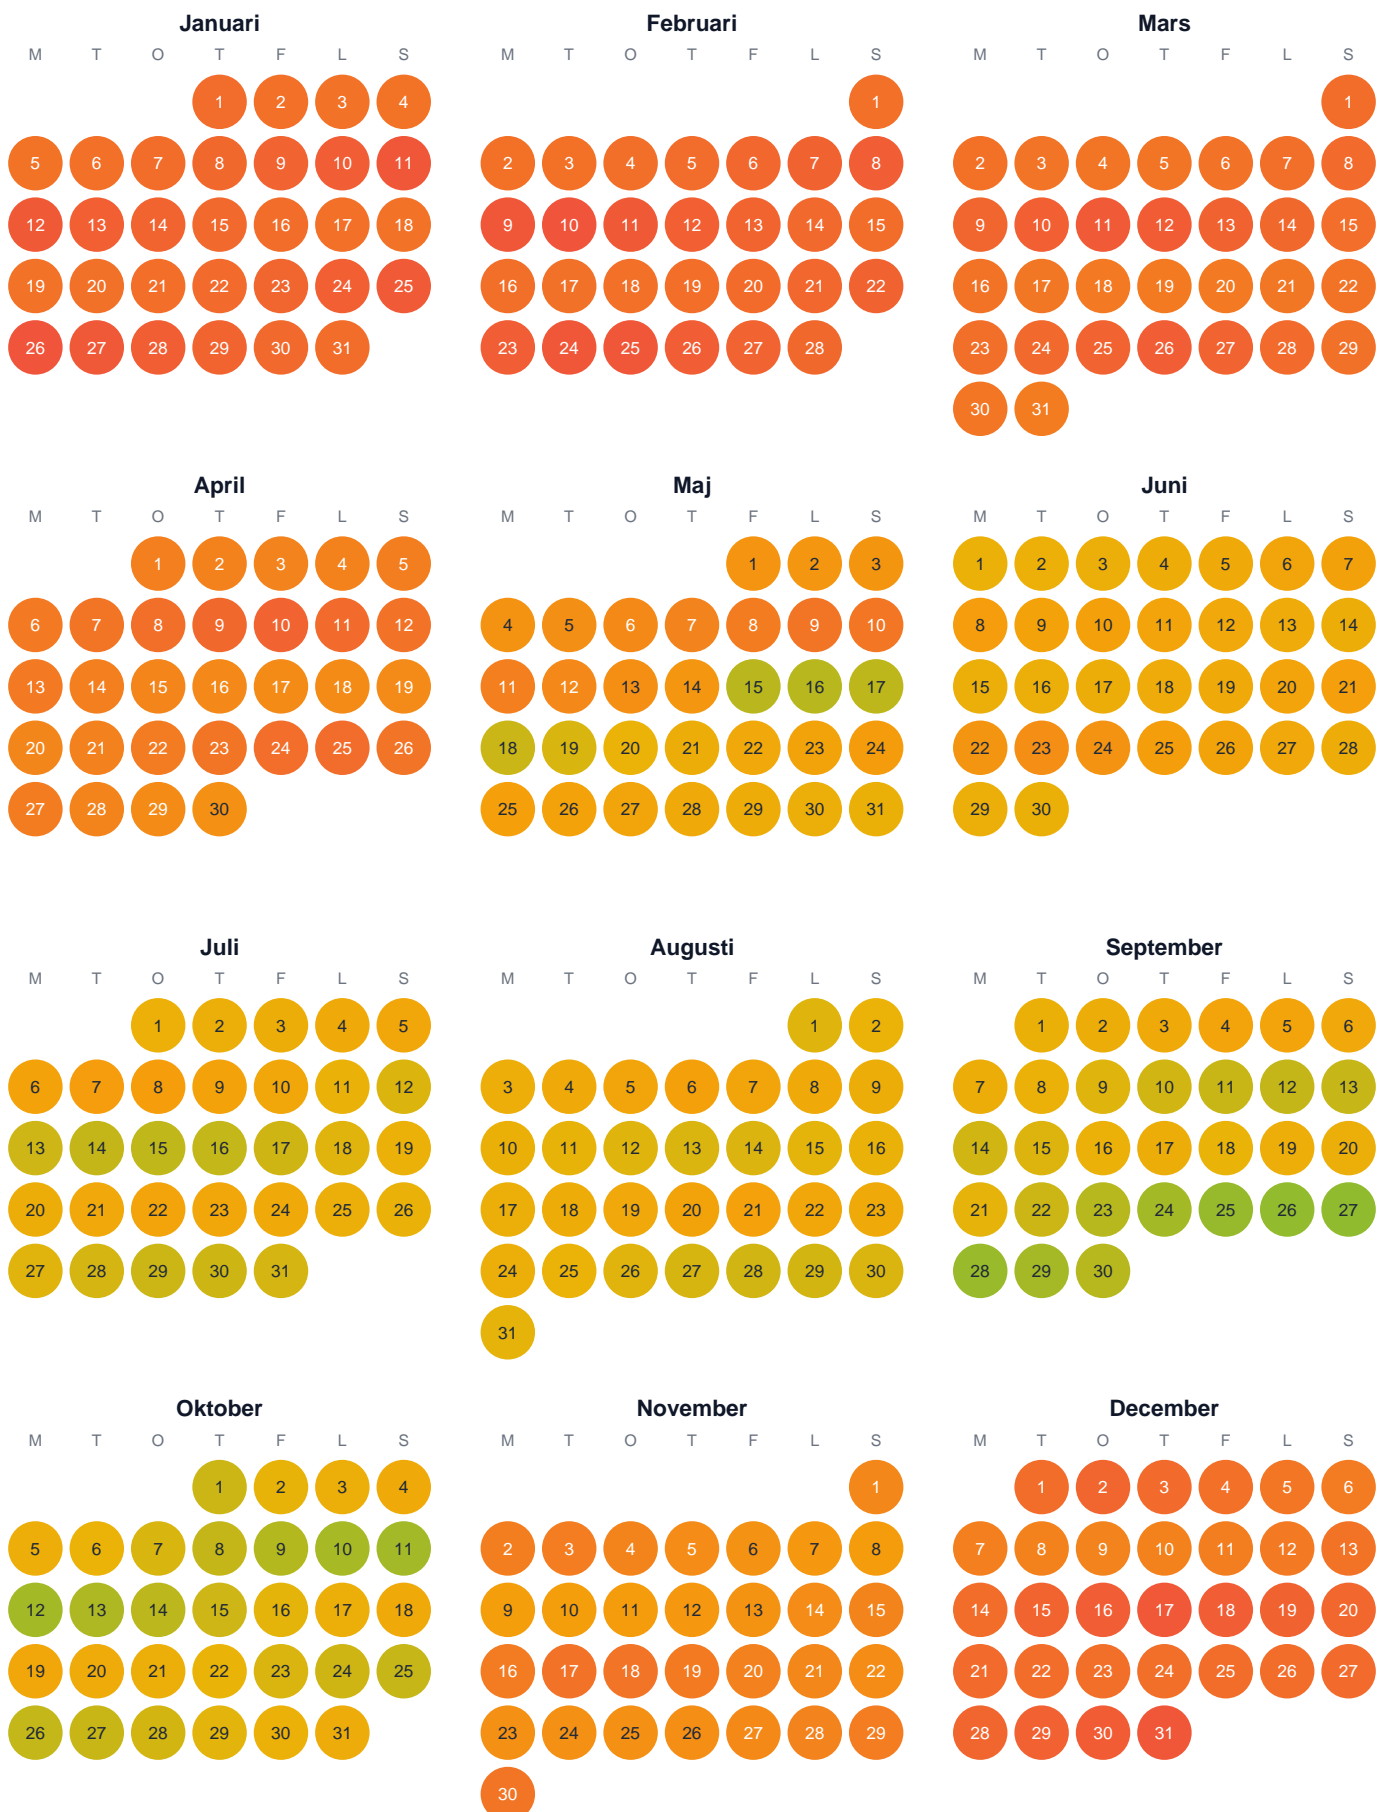 Januari Februari Mars
M T O T F L S M T O T F L S M T O T F L S
1 2 3 4 1 1
5 6 7 8 9 10 11 2 3 4 5 6 7 8 2 3 4 5 6 7 8
12 13 14 15 16 17 18 9 10 11 12 13 14 15 9 10 11 12 13 14 15
19 20 21 22 23 24 25 16 17 18 19 20 21 22 16 17 18 19 20 21 22
26 27 28 29 30 31 23 24 25 26 27 28 23 24 25 26 27 28 29
30 31
April Maj Juni
M T O T F L S M T O T F L S M T O T F L S
1 2 3 4 5 1 2 3 1 2 3 4 5 6 7
6 7 8 9 10 11 12 4 5 6 7 8 9 10 8 9 10 11 12 13 14
13 14 15 16 17 18 19 11 12 13 14 15 16 17 15 16 17 18 19 20 21
20 21 22 23 24 25 26 18 19 20 21 22 23 24 22 23 24 25 26 27 28
27 28 29 30 25 26 27 28 29 30 31 29 30
Juli Augusti September
M T O T F L S M T O T F L S M T O T F L S
1 2 3 4 5 1 2 1 2 3 4 5 6
6 7 8 9 10 11 12 3 4 5 6 7 8 9 7 8 9 10 11 12 13
13 14 15 16 17 18 19 10 11 12 13 14 15 16 14 15 16 17 18 19 20
20 21 22 23 24 25 26 17 18 19 20 21 22 23 21 22 23 24 25 26 27
27 28 29 30 31 24 25 26 27 28 29 30 28 29 30
31
Oktober November December
M T O T F L S M T O T F L S M T O T F L S
1 2 3 4 1 1 2 3 4 5 6
5 6 7 8 9 10 11 2 3 4 5 6 7 8 7 8 9 10 11 12 13
12 13 14 15 16 17 18 9 10 11 12 13 14 15 14 15 16 17 18 19 20
19 20 21 22 23 24 25 16 17 18 19 20 21 22 21 22 23 24 25 26 27
26 27 28 29 30 31 23 24 25 26 27 28 29 28 29 30 31
30